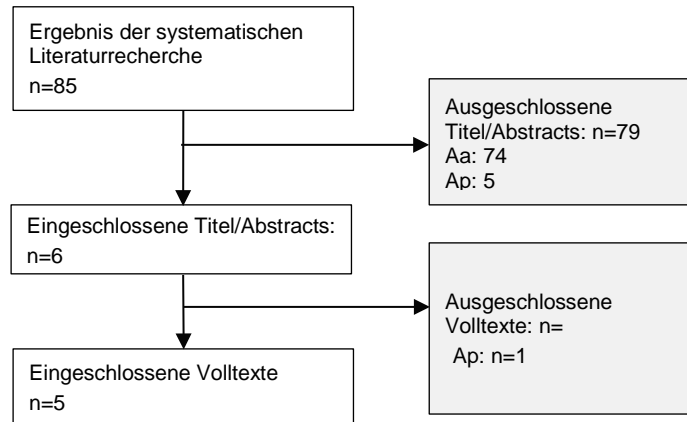 Ergebnis der systematischen
Literaturrecherche
n=85
Ausgeschlossene
Titel/Abstracts: n=79
Aa: 74
Ap: 5
Eingeschlossene Titel/Abstracts:
n=6
Ausgeschlossene
Volltexte: n=
Ap: n=1
Eingeschlossene Volltexte
n=5